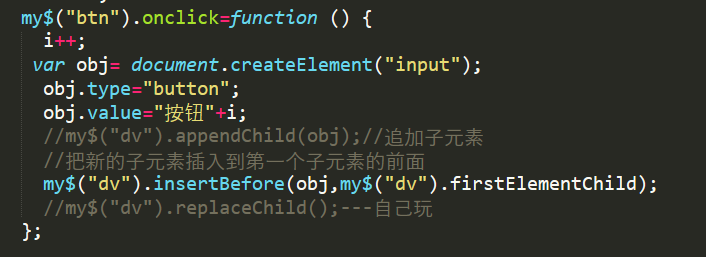 my$("btn").onclick=function () {
i++;
var obj= document.createElement("input");
obj.type="button";
obj.value="按钮"+i;
//my$("dv").appendChild(obj);//追加子元素
//把新的子元素插入到第一个子元素的前面
my$("dv").insertBefore(obj,my$("dv").firstElementChild);
//my$("dv").replaceChild();---自己玩
};